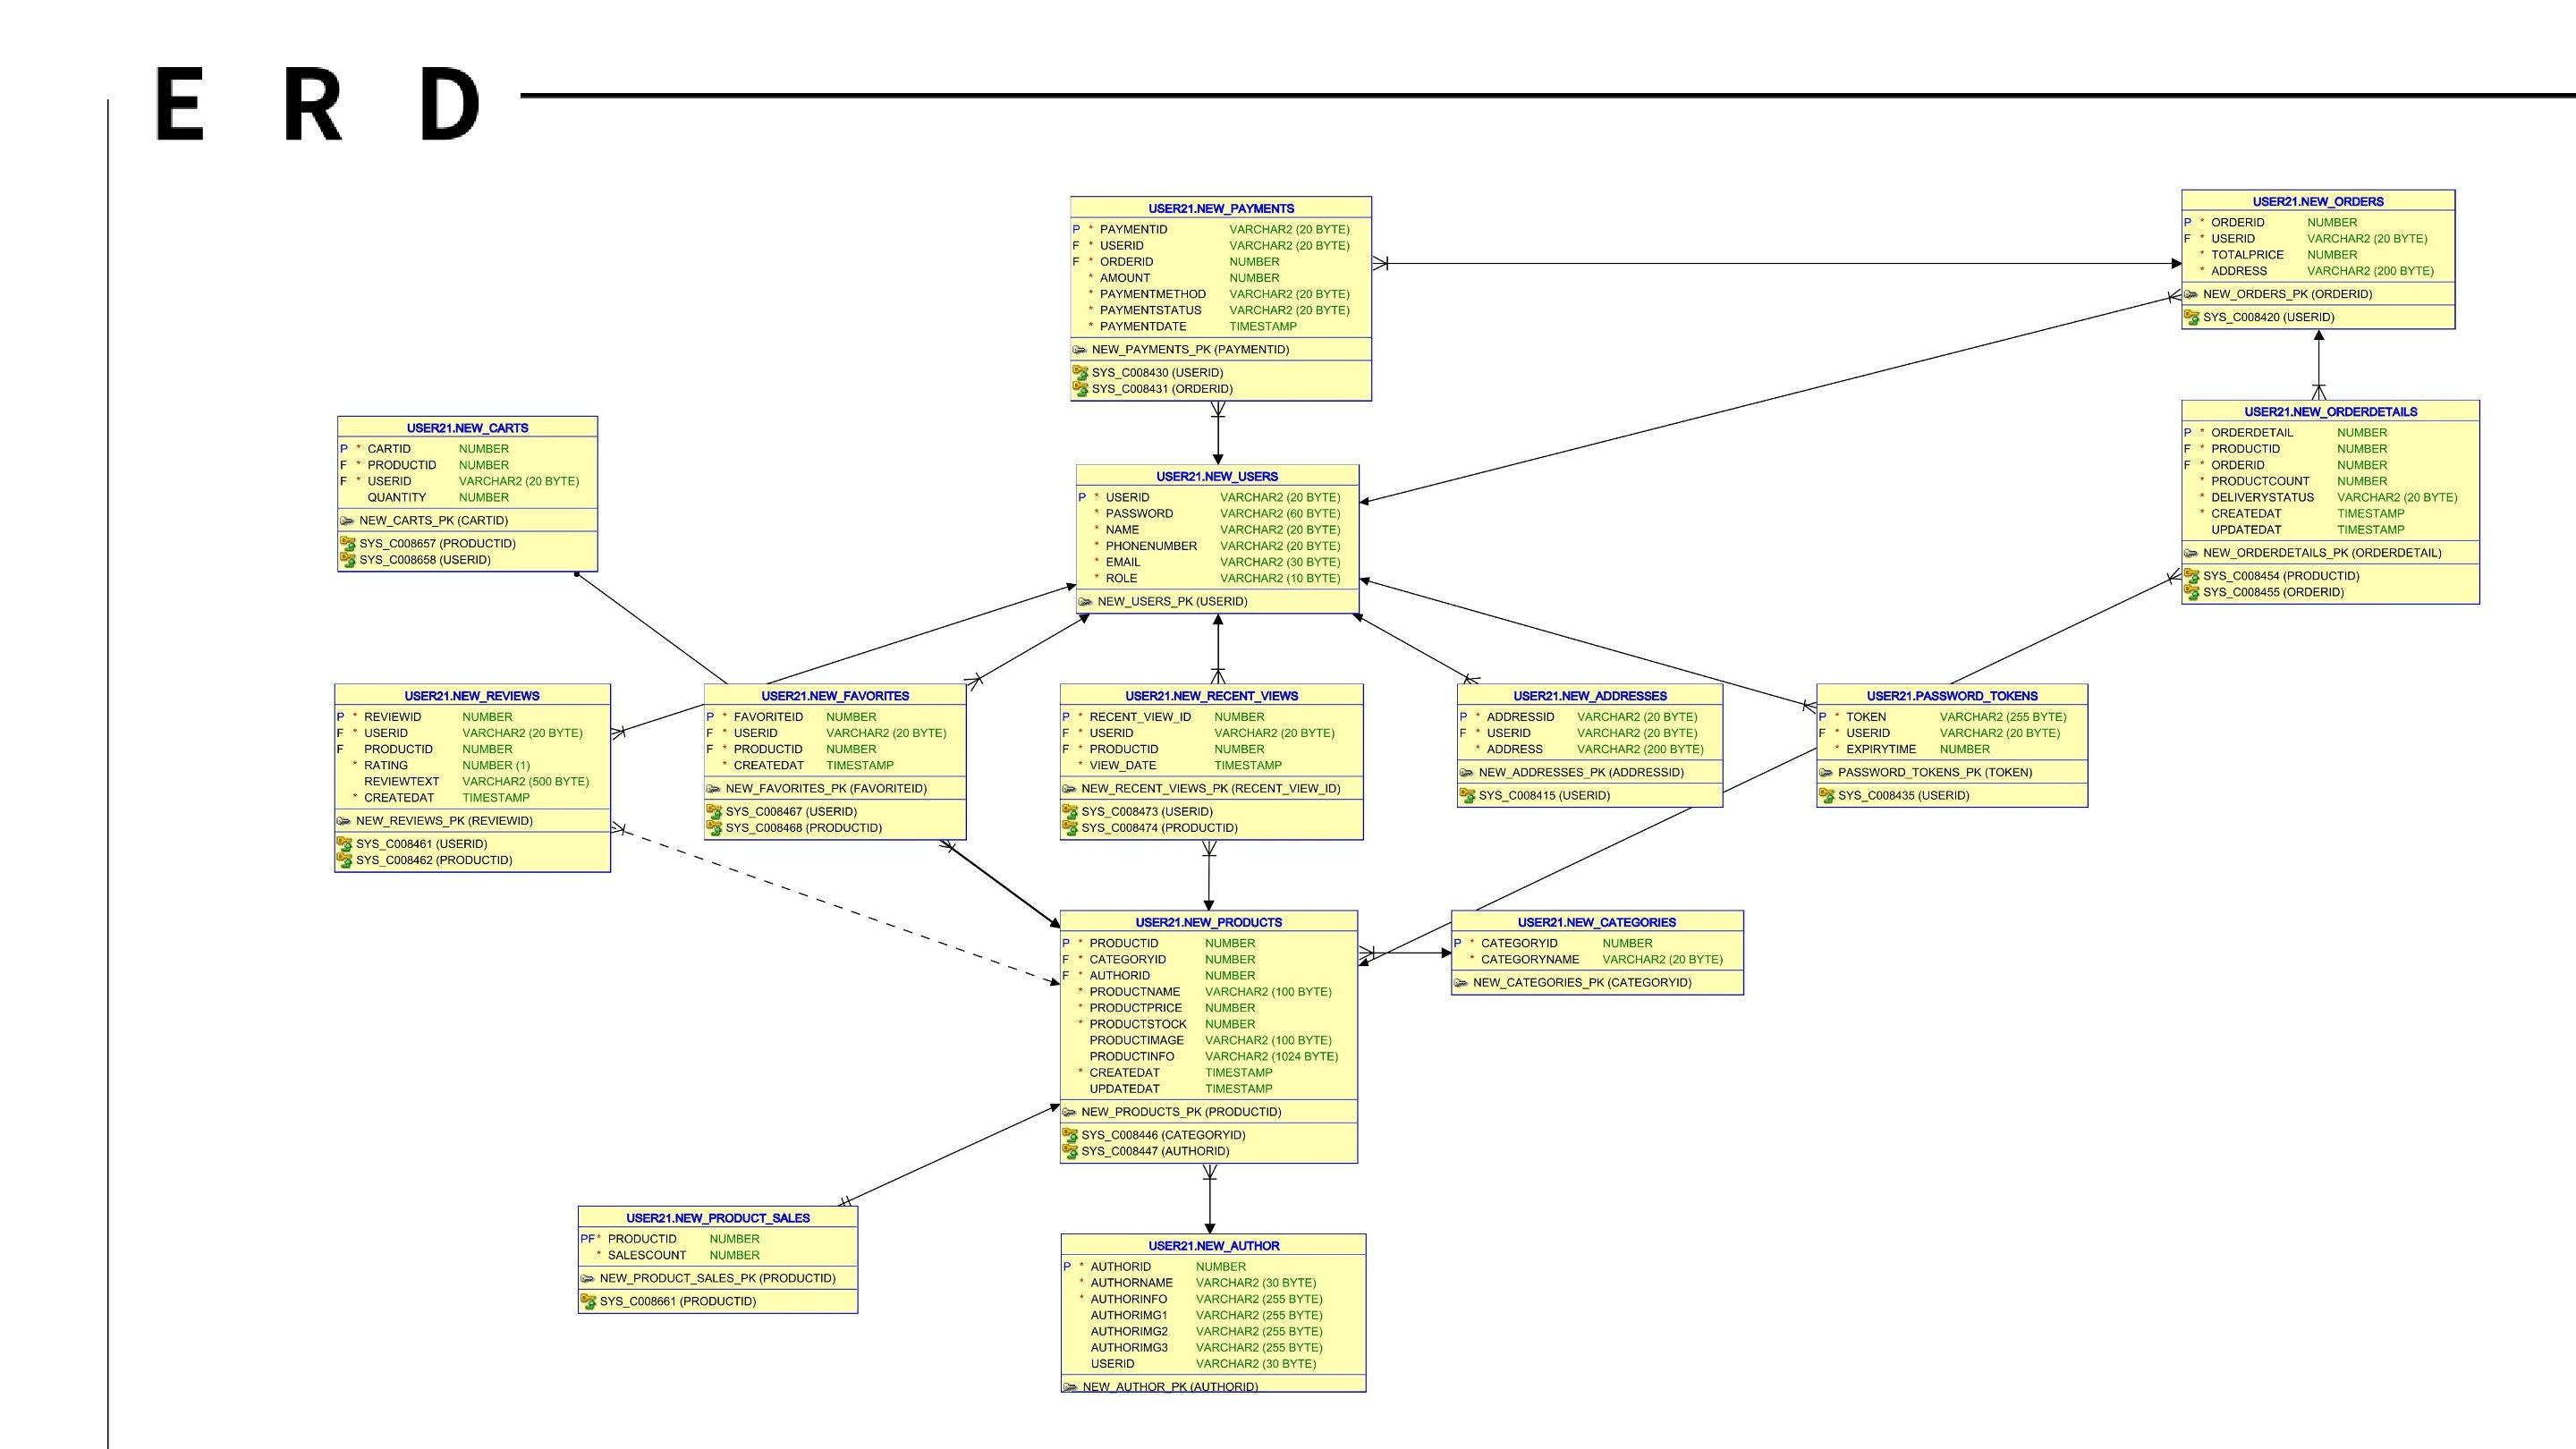 E R D
USER21.NEW_PAYMENTS
P * PAYMENTID VARCHAR2 (20 BYTE)
F * USERID VARCHAR2 (20 BYTE)
F * ORDERID NUMBER
* AMOUNT NUMBER
* PAYMENTMETHOD VARCHAR2 (20 BYTE)
* PAYMENTSTATUS VARCHAR2 (20 BYTE)
* PAYMENTDATE TIMESTAMP
NEW_PAYMENTS_PK (PAYMENTID)
SYS_C008430 (USERID)
SYS_C008431 (ORDERID)
USER21.NEW_ORDERS
P * ORDERID NUMBER
F * USERID VARCHAR2 (20 BYTE)
* TOTALPRICE NUMBER
* ADDRESS VARCHAR2 (200 BYTE)
NEW_ORDERS_PK (ORDERID)
SYS_C008420 (USERID)
USER21.NEW_CARTS
P * CARTID NUMBER
F * PRODUCTID NUMBER
F * USERID VARCHAR2 (20 BYTE)
QUANTITY NUMBER
NEW_CARTS_PK (CARTID)
SYS_C008657 (PRODUCTID)
SYS_C008658 (USERID)
USER21.NEW_USERS
P * USERID VARCHAR2 (20 BYTE)
* PASSWORD VARCHAR2 (60 BYTE)
* NAME VARCHAR2 (20 BYTE)
* PHONENUMBER VARCHAR2 (20 BYTE)
* EMAIL VARCHAR2 (30 BYTE)
* ROLE VARCHAR2 (10 BYTE)
NEW_USERS_PK (USERID)
USER21.NEW_ORDERDETAILS
P * ORDERDETAIL NUMBER
F * PRODUCTID NUMBER
F * ORDERID NUMBER
* PRODUCTCOUNT NUMBER
* DELIVERYSTATUS VARCHAR2 (20 BYTE)
* CREATEDAT TIMESTAMP
UPDATEDAT TIMESTAMP
NEW_ORDERDETAILS_PK (ORDERDETAIL)
SYS_C008454 (PRODUCTID)
SYS_C008455 (ORDERID)
USER21.NEW_REVIEWS
P * REVIEWID NUMBER
F * USERID VARCHAR2 (20 BYTE)
F PRODUCTID NUMBER
* RATING NUMBER (1)
REVIEWTEXT VARCHAR2 (500 BYTE)
* CREATEDAT TIMESTAMP
NEW_REVIEWS_PK (REVIEWID)
SYS_C008461 (USERID)
SYS_C008462 (PRODUCTID)
USER21.NEW_FAVORITES
P * FAVORITEID NUMBER
F * USERID VARCHAR2 (20 BYTE)
F * PRODUCTID NUMBER
* CREATEDAT TIMESTAMP
NEW_FAVORITES_PK (FAVORITEID)
SYS_C008467 (USERID)
SYS_C008468 (PRODUCTID)
USER21.NEW_RECENT_VIEWS
P * RECENT_VIEW_ID NUMBER
F * USERID VARCHAR2 (20 BYTE)
F * PRODUCTID NUMBER
* VIEW_DATE TIMESTAMP
NEW_RECENT_VIEWS_PK (RECENT_VIEW_ID)
SYS_C008473 (USERID)
SYS_C008474 (PRODUCTID)
USER21.NEW_ADDRESSES
P * ADDRESSID VARCHAR2 (20 BYTE)
F * USERID VARCHAR2 (20 BYTE)
* ADDRESS VARCHAR2 (200 BYTE)
NEW_ADDRESSES_PK (ADDRESSID)
SYS_C008415 (USERID)
USER21.PASSWORD_TOKENS
P * TOKEN VARCHAR2 (255 BYTE)
F * USERID VARCHAR2 (20 BYTE)
* EXPIRYTIME NUMBER
PASSWORD_TOKENS_PK (TOKEN)
SYS_C008435 (USERID)
USER21.NEW_PRODUCTS
P * PRODUCTID NUMBER
F * CATEGORYID NUMBER
F * AUTHORID NUMBER
* PRODUCTNAME VARCHAR2 (100 BYTE)
* PRODUCTPRICE NUMBER
* PRODUCTSTOCK NUMBER
PRODUCTIMAGE VARCHAR2 (100 BYTE)
PRODUCTINFO VARCHAR2 (1024 BYTE)
* CREATEDAT TIMESTAMP
UPDATEDAT TIMESTAMP
NEW_PRODUCTS_PK (PRODUCTID)
SYS_C008446 (CATEGORYID)
SYS_C008447 (AUTHORID)
USER21.NEW_CATEGORIES
P * CATEGORYID NUMBER
* CATEGORYNAME VARCHAR2 (20 BYTE)
NEW_CATEGORIES_PK (CATEGORYID)
USER21.NEW_PRODUCT_SALES
PF * PRODUCTID NUMBER
* SALESCOUNT NUMBER
NEW_PRODUCT_SALES_PK (PRODUCTID)
SYS_C008661 (PRODUCTID)
USER21.NEW_AUTHOR
P * AUTHORID NUMBER
* AUTHORNAME VARCHAR2 (30 BYTE)
* AUTHORINFO VARCHAR2 (255 BYTE)
AUTHORIMG1 VARCHAR2 (255 BYTE)
AUTHORIMG2 VARCHAR2 (255 BYTE)
AUTHORIMG3 VARCHAR2 (255 BYTE)
USERID VARCHAR2 (30 BYTE)
NEW_AUTHOR_PK (AUTHORID)